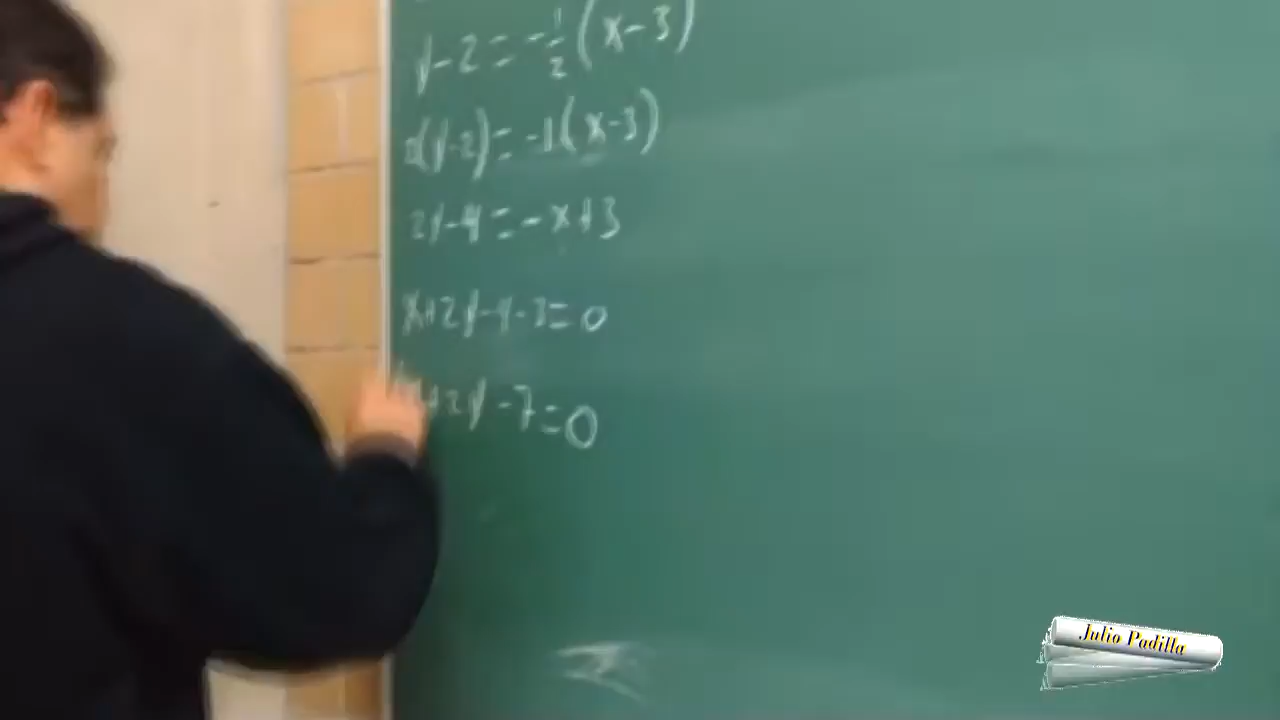 y-2=-1/2(x-3)
2(y-2)=-1(x-3)
2y-4=-x+3
x+2y-4-3=0
x+2y-7=0
Julio Padilla